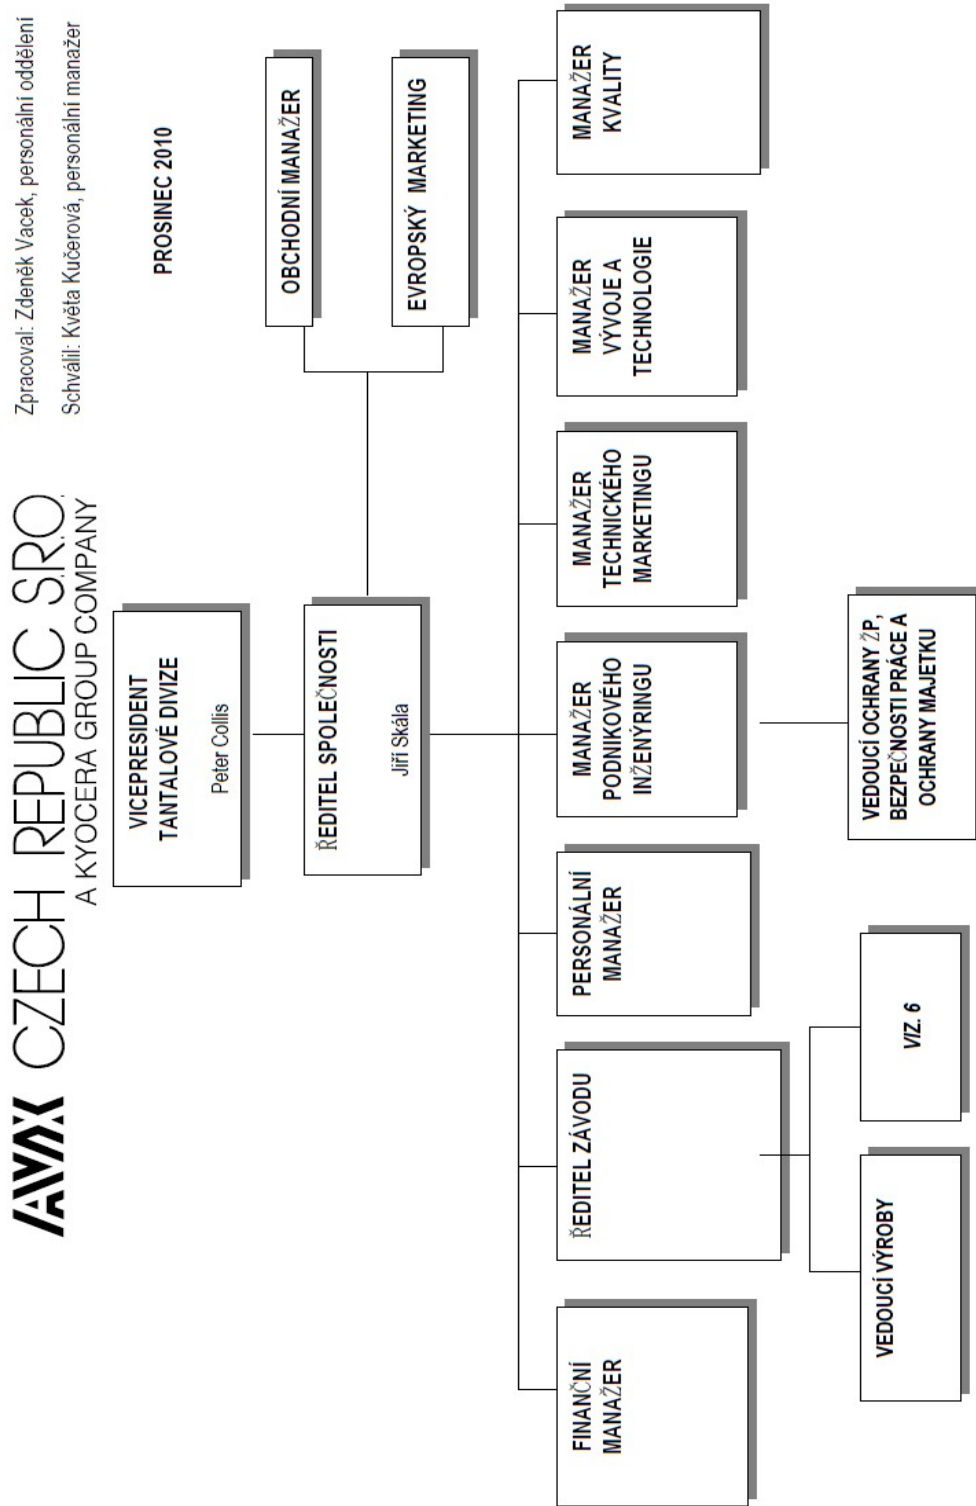 AVX CZECH REPUBLIC S.R.O.
A KYOCERA GROUP COMPANY
Zpracoval: Zdeněk Vacek, personální oddělení
Schválil: Květa Kučerová, personální manažer
PROSINEC 2010
VICEPRESIDENT
TANTALOVÉ DIVIZE
Peter Collis
ŘEDITEL SPOLEČNOSTI
Jiří Skála
OBCHODNÍ MANAŽER
EVROPSKÝ MARKETING
FINANČNÍ
MANAŽER
ŘEDITEL ZÁVODU
PERSONÁLNÍ
MANAŽER
MANAŽER
PODNIKOVÉHO
INŽENÝRINGU
MANAŽER
TECHNICKÉHO
MARKETINGU
MANAŽER
VÝVOJE A
TECHNOLOGIE
MANAŽER
KVALITY
VEDOUCÍ VÝROBY
VIZ. 6
VEDOUCÍ OCHRANY ŽP,
BEZPEČNOSTI PRÁCE A
OCHRANY MAJETKU